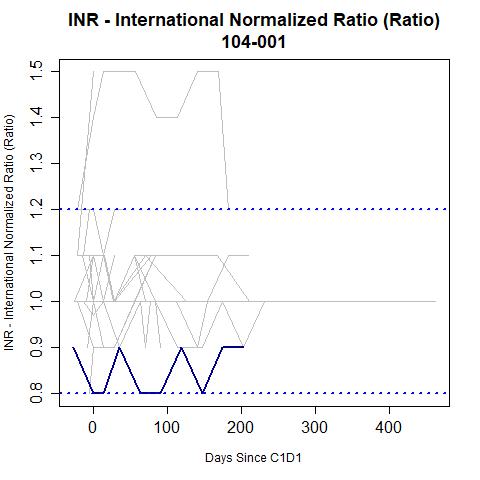 INR - International Normalized Ratio (Ratio)
104-001
INR - International Normalized Ratio (Ratio)
1.5
1.4
1.3
1.2
1.1
1.0
0.9
0.8
0 100 200 300 400
Days Since C1D1